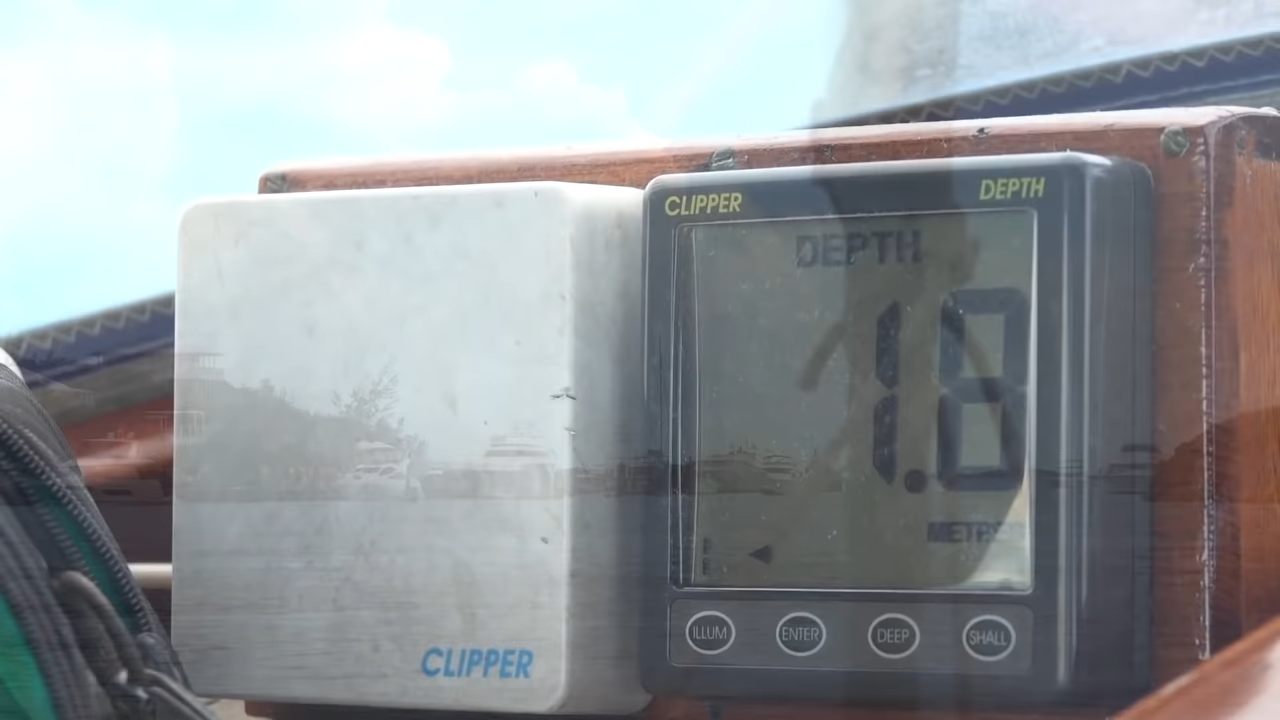 CLIPPER DEPTH
DEPTH
1.8
METRES
ILLUM ENTER DEEP SHALL
CLIPPER